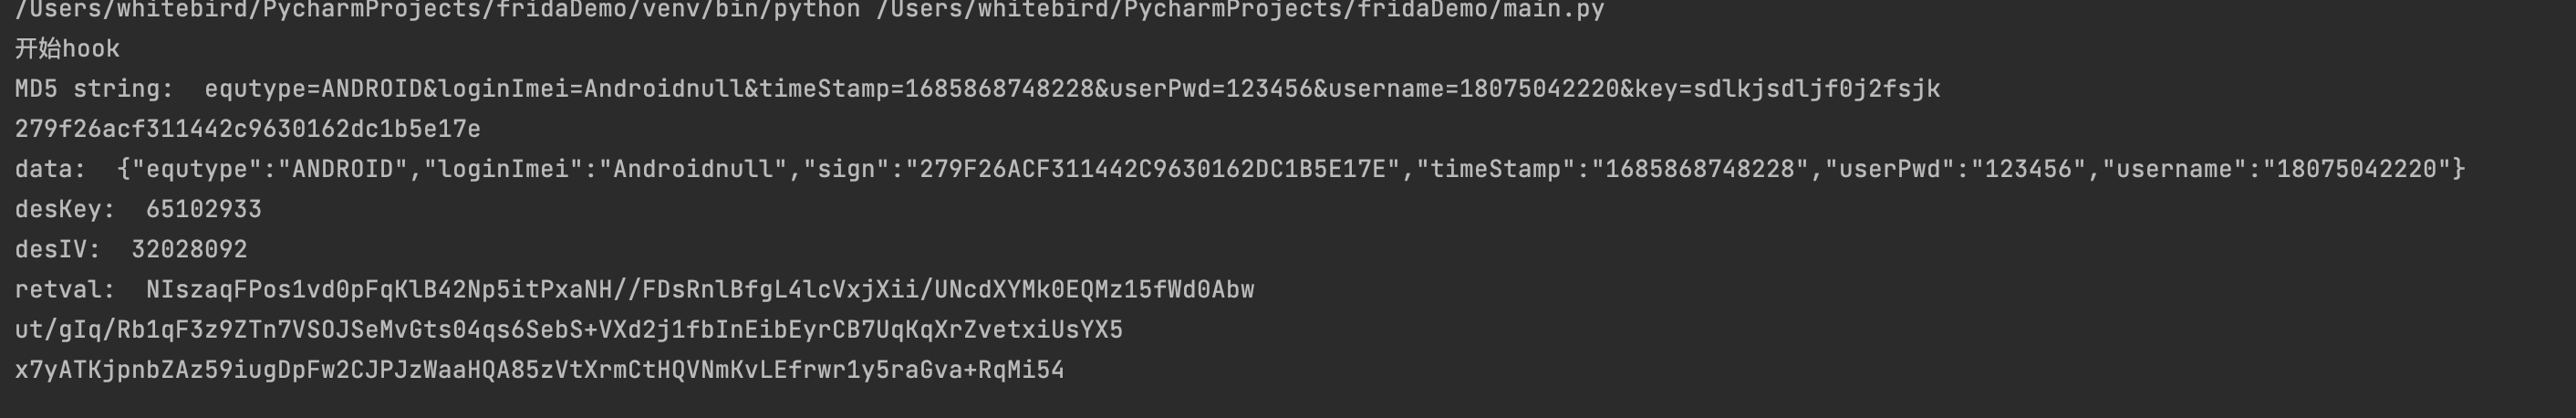 /Users/whitebird/PycharmProjects/fridaDemo/venv/bin/python /Users/whitebird/PycharmProjects/fridaDemo/main.py
开始hook
MD5 string:  equtype=ANDROID&loginImei=Androidnull&timeStamp=1685868748228&userPwd=123456&username=18075042220&key=sdlkjsdljf0j2fsjk
279f26acf311442c9630162dc1b5e17e
data:  {"equtype":"ANDROID","loginImei":"Androidnull","sign":"279F26ACF311442C9630162DC1B5E17E","timeStamp":"1685868748228","userPwd":"123456","username":"18075042220"}
desKey:  65102933
desIV:  32028092
retval:  NIszaqFPos1vd0pFqKlB42Np5itPxaNH//FDsRnlBfgL4lcVxjXii/UNcdXYMk0EQMz15fWd0Abw
ut/gIq/Rb1qF3z9ZTn7VSOJSeMvGts04qs6SebS+VXd2j1fbInEibEyrCB7UqKqXrZvetxiUsYX5
x7yATKjpnbZAz59iugDpFw2CJPJzWaaHQA85zVtXrmCtHQVNmKvLEfrwr1y5raGva+RqMi54